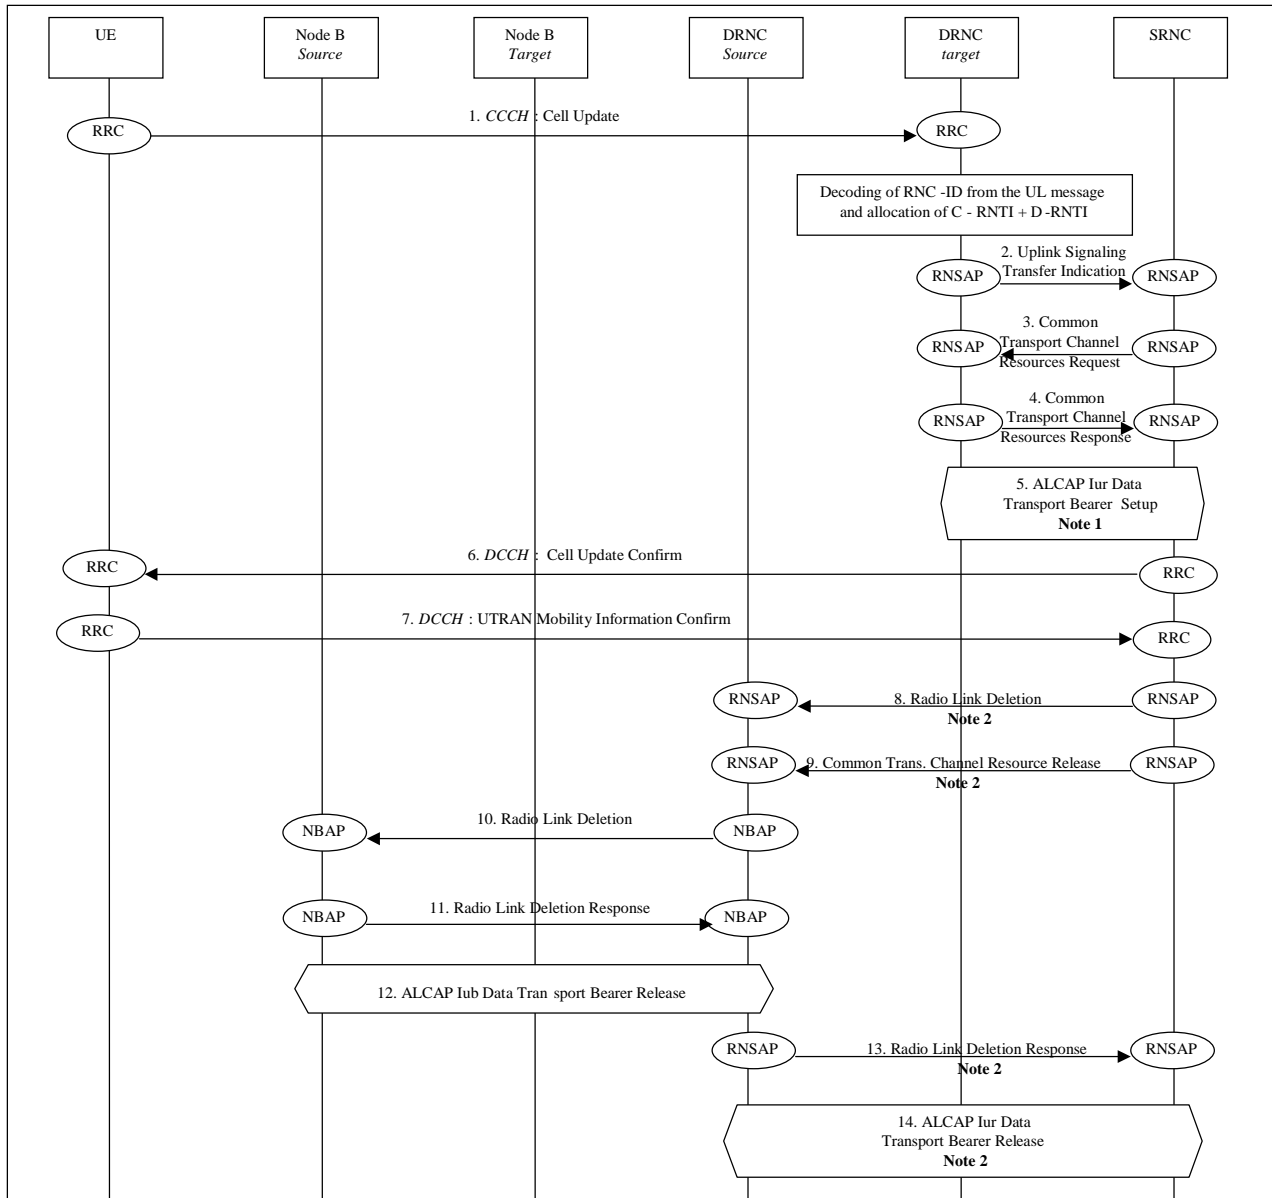 UE
Node B
Source
Node B
Target
DRNC
Source
DRNC
target
SRNC
1. CCCH : Cell Update
RRC
RRC
Decoding of RNC -ID from the UL message
and allocation of C - RNTI + D -RNTI
2. Uplink Signaling
Transfer Indication
RNSAP
RNSAP
3. Common
Transport Channel
Resources Request
RNSAP
RNSAP
4. Common
Transport Channel
Resources Response
RNSAP
RNSAP
5. ALCAP Iur Data
Transport Bearer Setup
Note 1
6. DCCH : Cell Update Confirm
RRC
RRC
7. DCCH : UTRAN Mobility Information Confirm
RRC
RRC
RNSAP
8. Radio Link Deletion
Note 2
RNSAP
RNSAP
9. Common Trans. Channel Resource Release
Note 2
RNSAP
10. Radio Link Deletion
NBAP
NBAP
11. Radio Link Deletion Response
NBAP
NBAP
12. ALCAP Iub Data Tran sport Bearer Release
RNSAP
13. Radio Link Deletion Response
Note 2
RNSAP
14. ALCAP Iur Data
Transport Bearer Release
Note 2